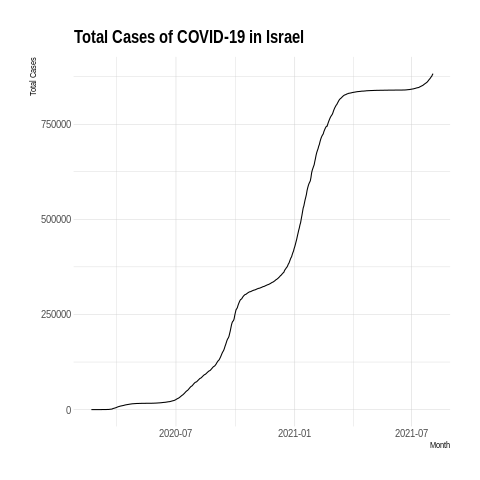 Total Cases of COVID-19 in Israel
Total Cases
750000
500000
250000
0
2020-07
2021-01
2021-07
Month